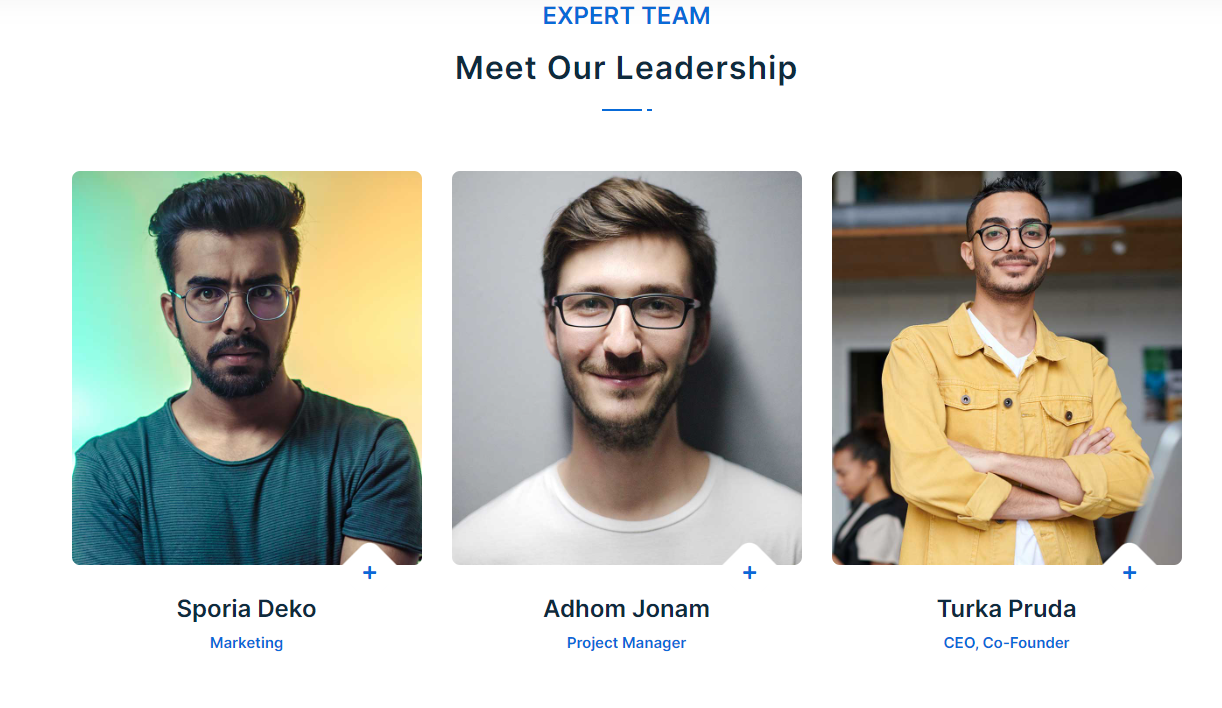 EXPERT TEAM
Meet Our Leadership
+
+
+
Sporia Deko
Adhom Jonam
Turka Pruda
Marketing
Project Manager
CEO, Co-Founder